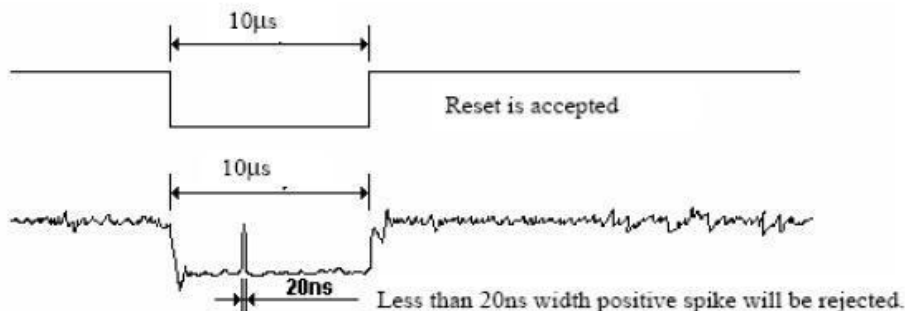 10μs
Reset is accepted
10μs
20ns
Less than 20ns width positive spike will be rejected.